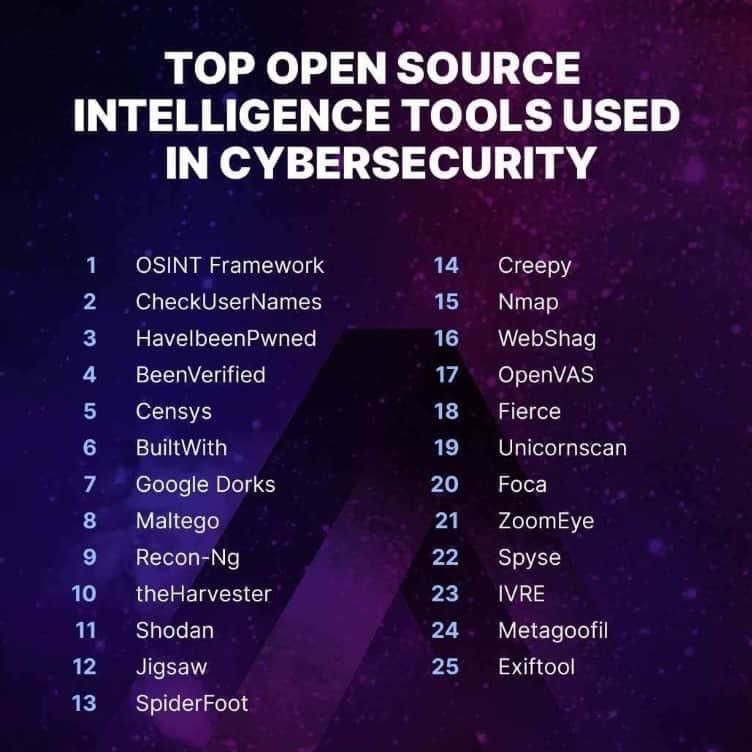 TOP OPEN SOURCE
INTELLIGENCE TOOLS USED
IN CYBERSECURITY
1 OSINT Framework
2 CheckUserNames
3 HaveIbeenPwned
4 BeenVerified
5 Censys
6 BuiltWith
7 Google Dorks
8 Maltego
9 Recon-Ng
10 theHarvester
11 Shodan
12 Jigsaw
13 SpiderFoot
14 Creepy
15 Nmap
16 WebShag
17 OpenVAS
18 Fierce
19 Unicornscan
20 Foca
21 ZoomEye
22 Spyse
23 IVRE
24 Metagoofil
25 Exiftool